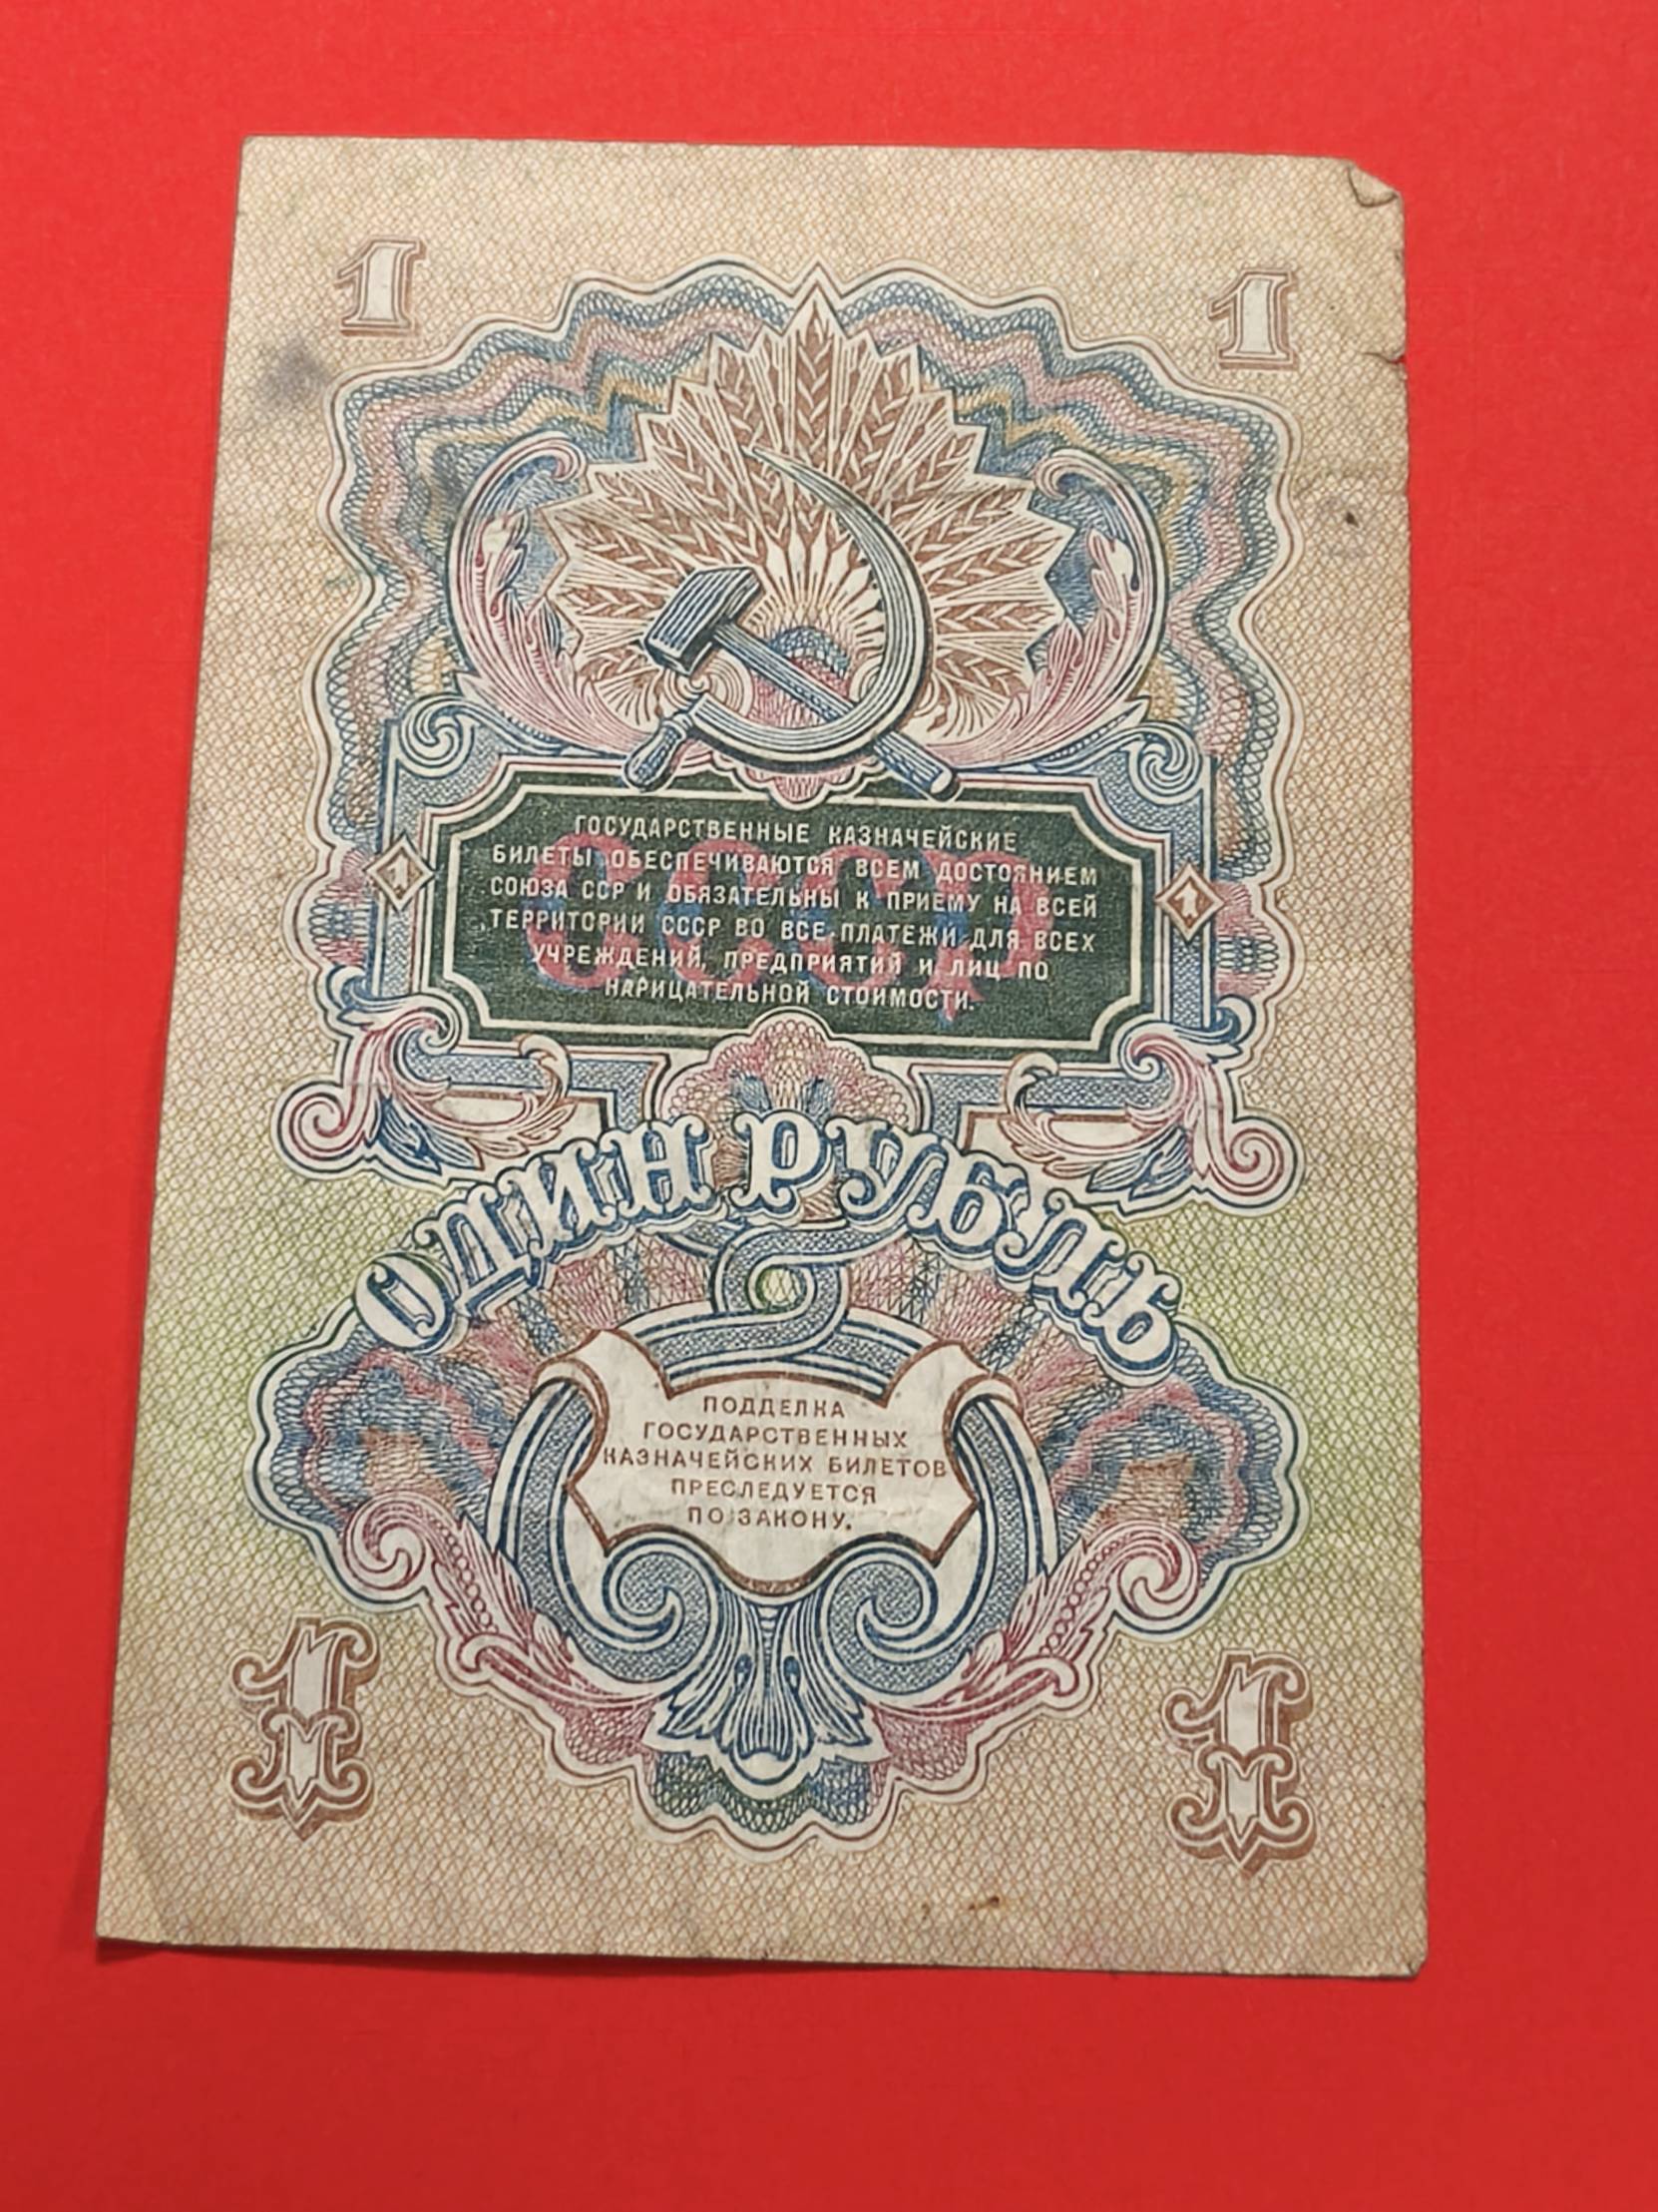 1 1
ГОСУДАРСТВЕННЫЕ КАЗНАЧЕЙСКИЕ
БИЛЕТЫ ОБЕСПЕЧИВАЮТСЯ ВСЕМ ДОСТОЯНИЕМ
СОЮЗА ССР И ОБЯЗАТЕЛЬНЫ К ПРИЕМУ НА ВСЕЙ
1 1
ТЕРРИТОРИИ СССР ВО ВСЕ ПЛАТЕЖИ ДЛЯ ВСЕХ
УЧРЕЖДЕНИЙ, ПРЕДПРИЯТИЙ И ЛИЦ ПО
НАРИЦАТЕЛЬНОЙ СТОИМОСТИ.
СССР
ОДИН РУБЛЬ
ПОДДЕЛКА
ГОСУДАРСТВЕННЫХ
КАЗНАЧЕЙСКИХ БИЛЕТОВ
ПРЕСЛЕДУЕТСЯ
ПО ЗАКОНУ.
1 1